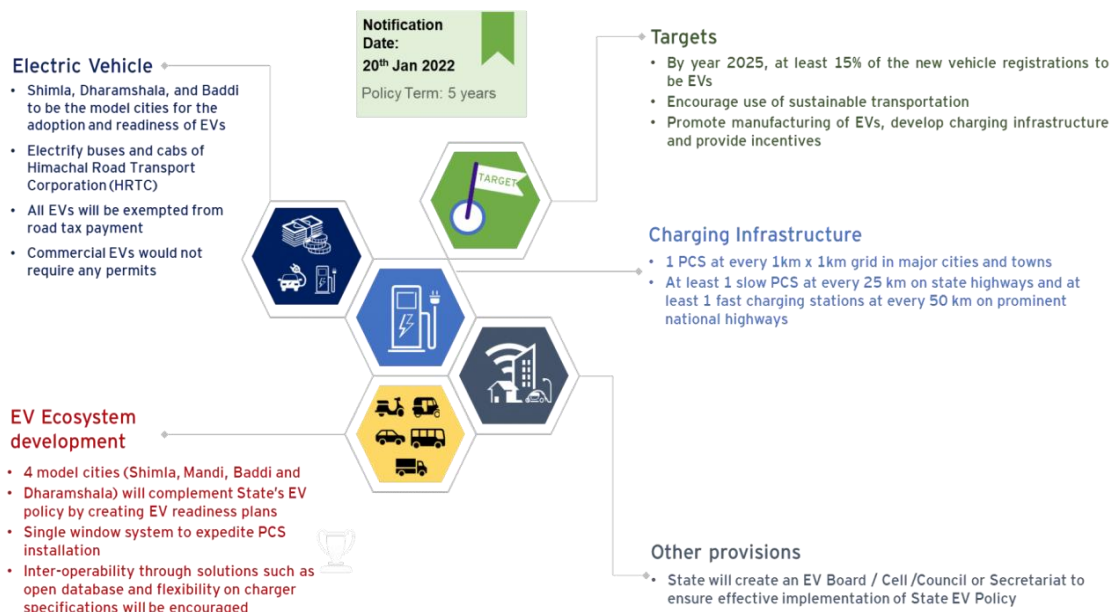 Notification
Date:
20th Jan 2022
Policy Term: 5 years
Electric Vehicle
• Shimla, Dharamshala, and Baddi
to be the model cities for the
adoption and readiness of EVs
• Electrify buses and cabs of
Himachal Road Transport
Corporation (HRTC)
• All EVs will be exempted from
road tax payment
• Commercial EVs would not
require any permits
Targets
• By year 2025, at least 15% of the new vehicle registrations to
be EVs
• Encourage use of sustainable transportation
• Promote manufacturing of EVs, develop charging infrastructure
and provide incentives
TARGET
Charging Infrastructure
• 1 PCS at every 1km x 1km grid in major cities and towns
• At least 1 slow PCS at every 25 km on state highways and at
least 1 fast charging stations at every 50 km on prominent
national highways
EV Ecosystem
development
• 4 model cities (Shimla, Mandi, Baddi and
• Dharamshala) will complement State's EV
policy by creating EV readiness plans
• Single window system to expedite PCS
installation
• Inter-operability through solutions such as
open database and flexibility on charger
specifications will be encouraged
Other provisions
• State will create an EV Board / Cell /Council or Secretariat to
ensure effective implementation of State EV Policy